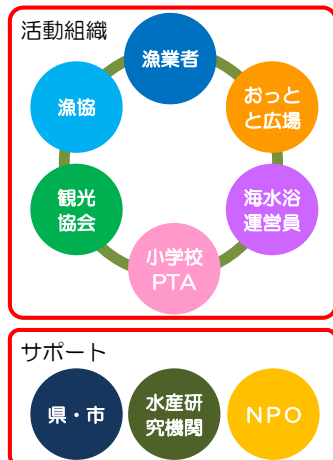 活動組織
漁業者
漁協
おっと
と広場
観光
協会
海水浴
運営員
小学校
PTA
サポート
県・市
水産研
究機関
NPO